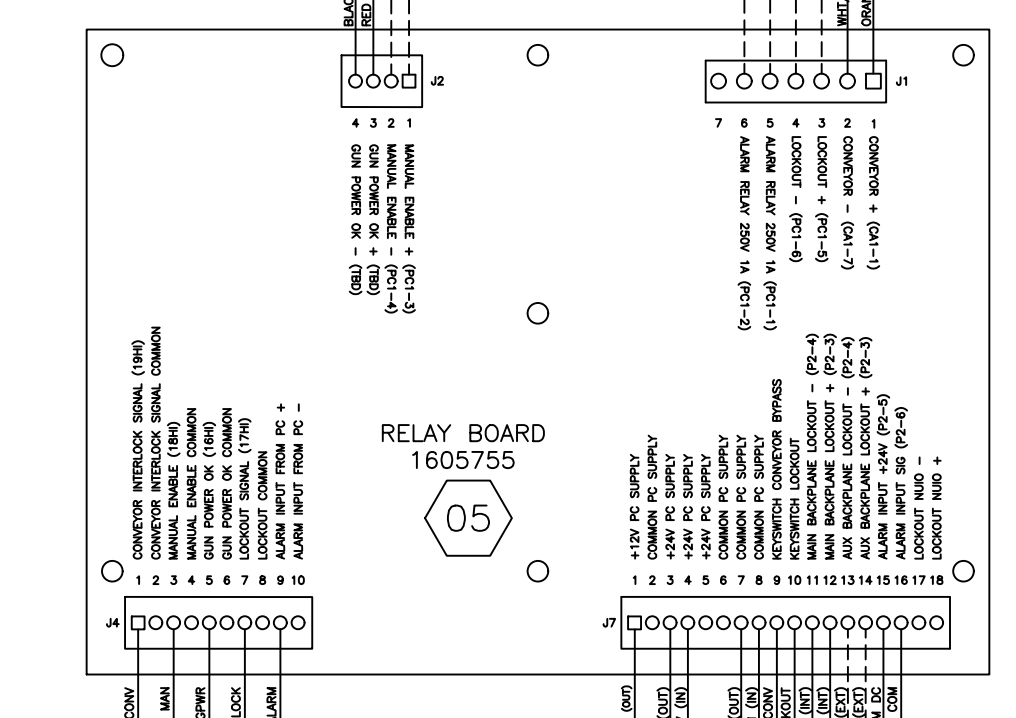 BLAC
RED
WHT/
ORAN
J2
J1
4 3 2 1
7 6 5 4 3 2 1
GUN POWER OK - (TBD)
GUN POWER OK + (TBD)
MANUAL ENABLE - (PC1-4)
MANUAL ENABLE + (PC1-3)
ALARM RELAY 250V 1A (PC1-2)
ALARM RELAY 250V 1A (PC1-1)
LOCKOUT - (PC1-6)
LOCKOUT + (PC1-5)
CONVEYOR - (CA1-7)
CONVEYOR + (CA1-1)
RELAY BOARD
1605755
05
CONVEYOR INTERLOCK SIGNAL (19HI)
CONVEYOR INTERLOCK SIGNAL COMMON
MANUAL ENABLE (18HI)
MANUAL ENABLE COMMON
GUN POWER OK (16HI)
GUN POWER OK COMMON
LOCKOUT SIGNAL (17HI)
LOCKOUT COMMON
ALARM INPUT FROM PC +
ALARM INPUT FROM PC -
+12V PC SUPPLY
COMMON PC SUPPLY
+24V PC SUPPLY
+24V PC SUPPLY
+24V PC SUPPLY
COMMON PC SUPPLY
COMMON PC SUPPLY
COMMON PC SUPPLY
KEYSWITCH CONVEYOR BYPASS
KEYSWITCH LOCKOUT
MAIN BACKPLANE LOCKOUT - (P2-4)
MAIN BACKPLANE LOCKOUT + (P2-3)
AUX BACKPLANE LOCKOUT - (P2-4)
AUX BACKPLANE LOCKOUT + (P2-3)
ALARM INPUT +24V (P2-5)
ALARM INPUT SIG (P2-6)
LOCKOUT NUIO -
LOCKOUT NUIO +
1 2 3 4 5 6 7 8 9 10
1 2 3 4 5 6 7 8 9 10 11 12 13 14 15 16 17 18
J4
J7
CONV
MAN
GPWR
LOCK
ALARM
(OUT)
(OUT)
(IN)
(OUT)
(IN)
CONV
KOUT
(INT)
(INT)
(EXT)
(EXT)
M DC
COM